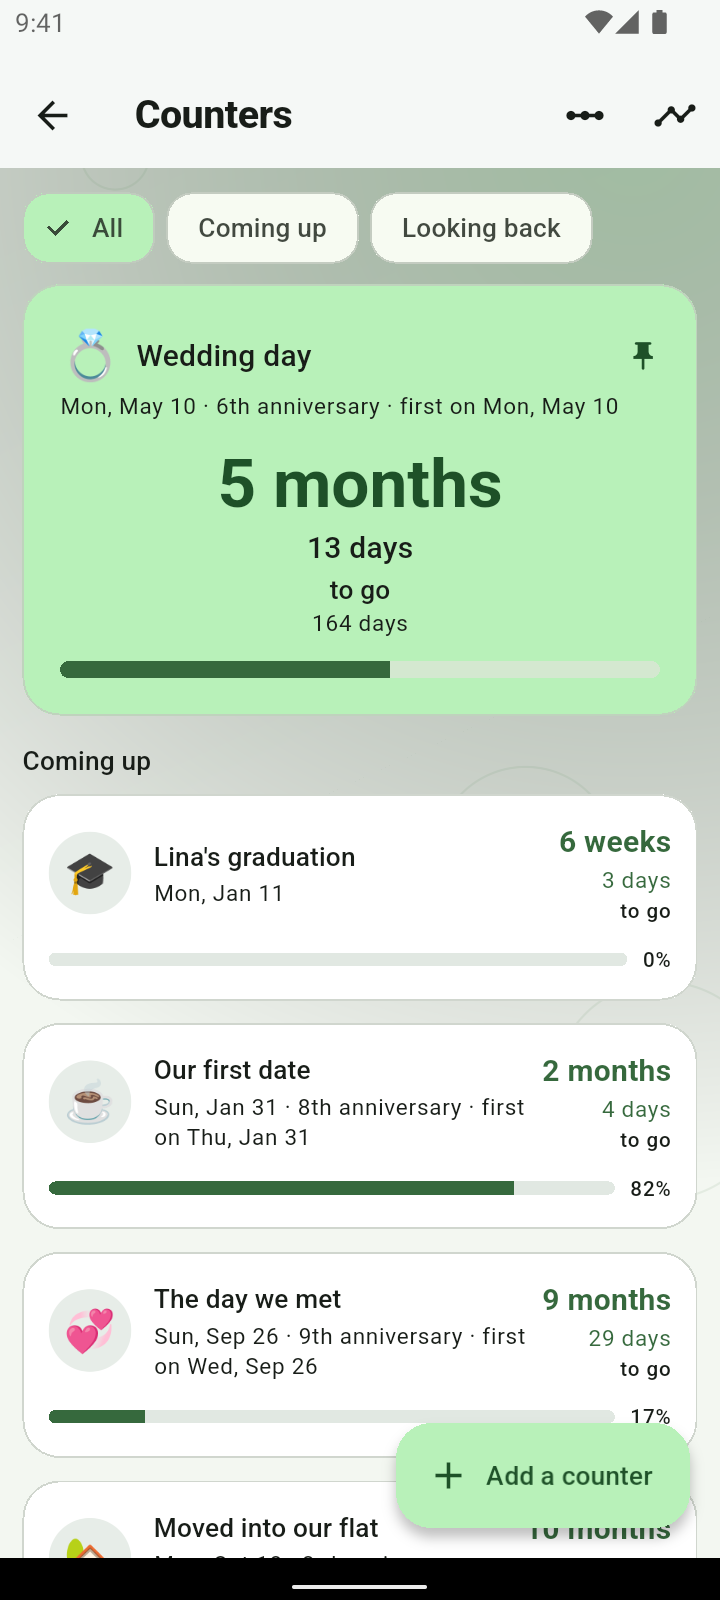 9:41
Counters
All
Coming up
Looking back
Wedding day
Mon, May 10 · 6th anniversary · first on Mon, May 10
5 months
13 days
to go
164 days
Coming up
Lina's graduation
Mon, Jan 11
6 weeks
3 days
to go
0%
Our first date
Sun, Jan 31 · 8th anniversary · first
on Thu, Jan 31
2 months
4 days
to go
82%
The day we met
Sun, Sep 26 · 9th anniversary · first
on Wed, Sep 26
9 months
29 days
to go
17%
Add a counter
Moved into our flat
10 months